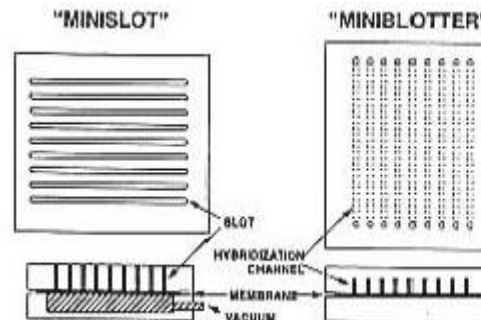 "MINISLOT"
"MINIBLOTTER"
SLOT
HYBRIDIZATION
CHANNEL
MEMBRANE
VACUUM